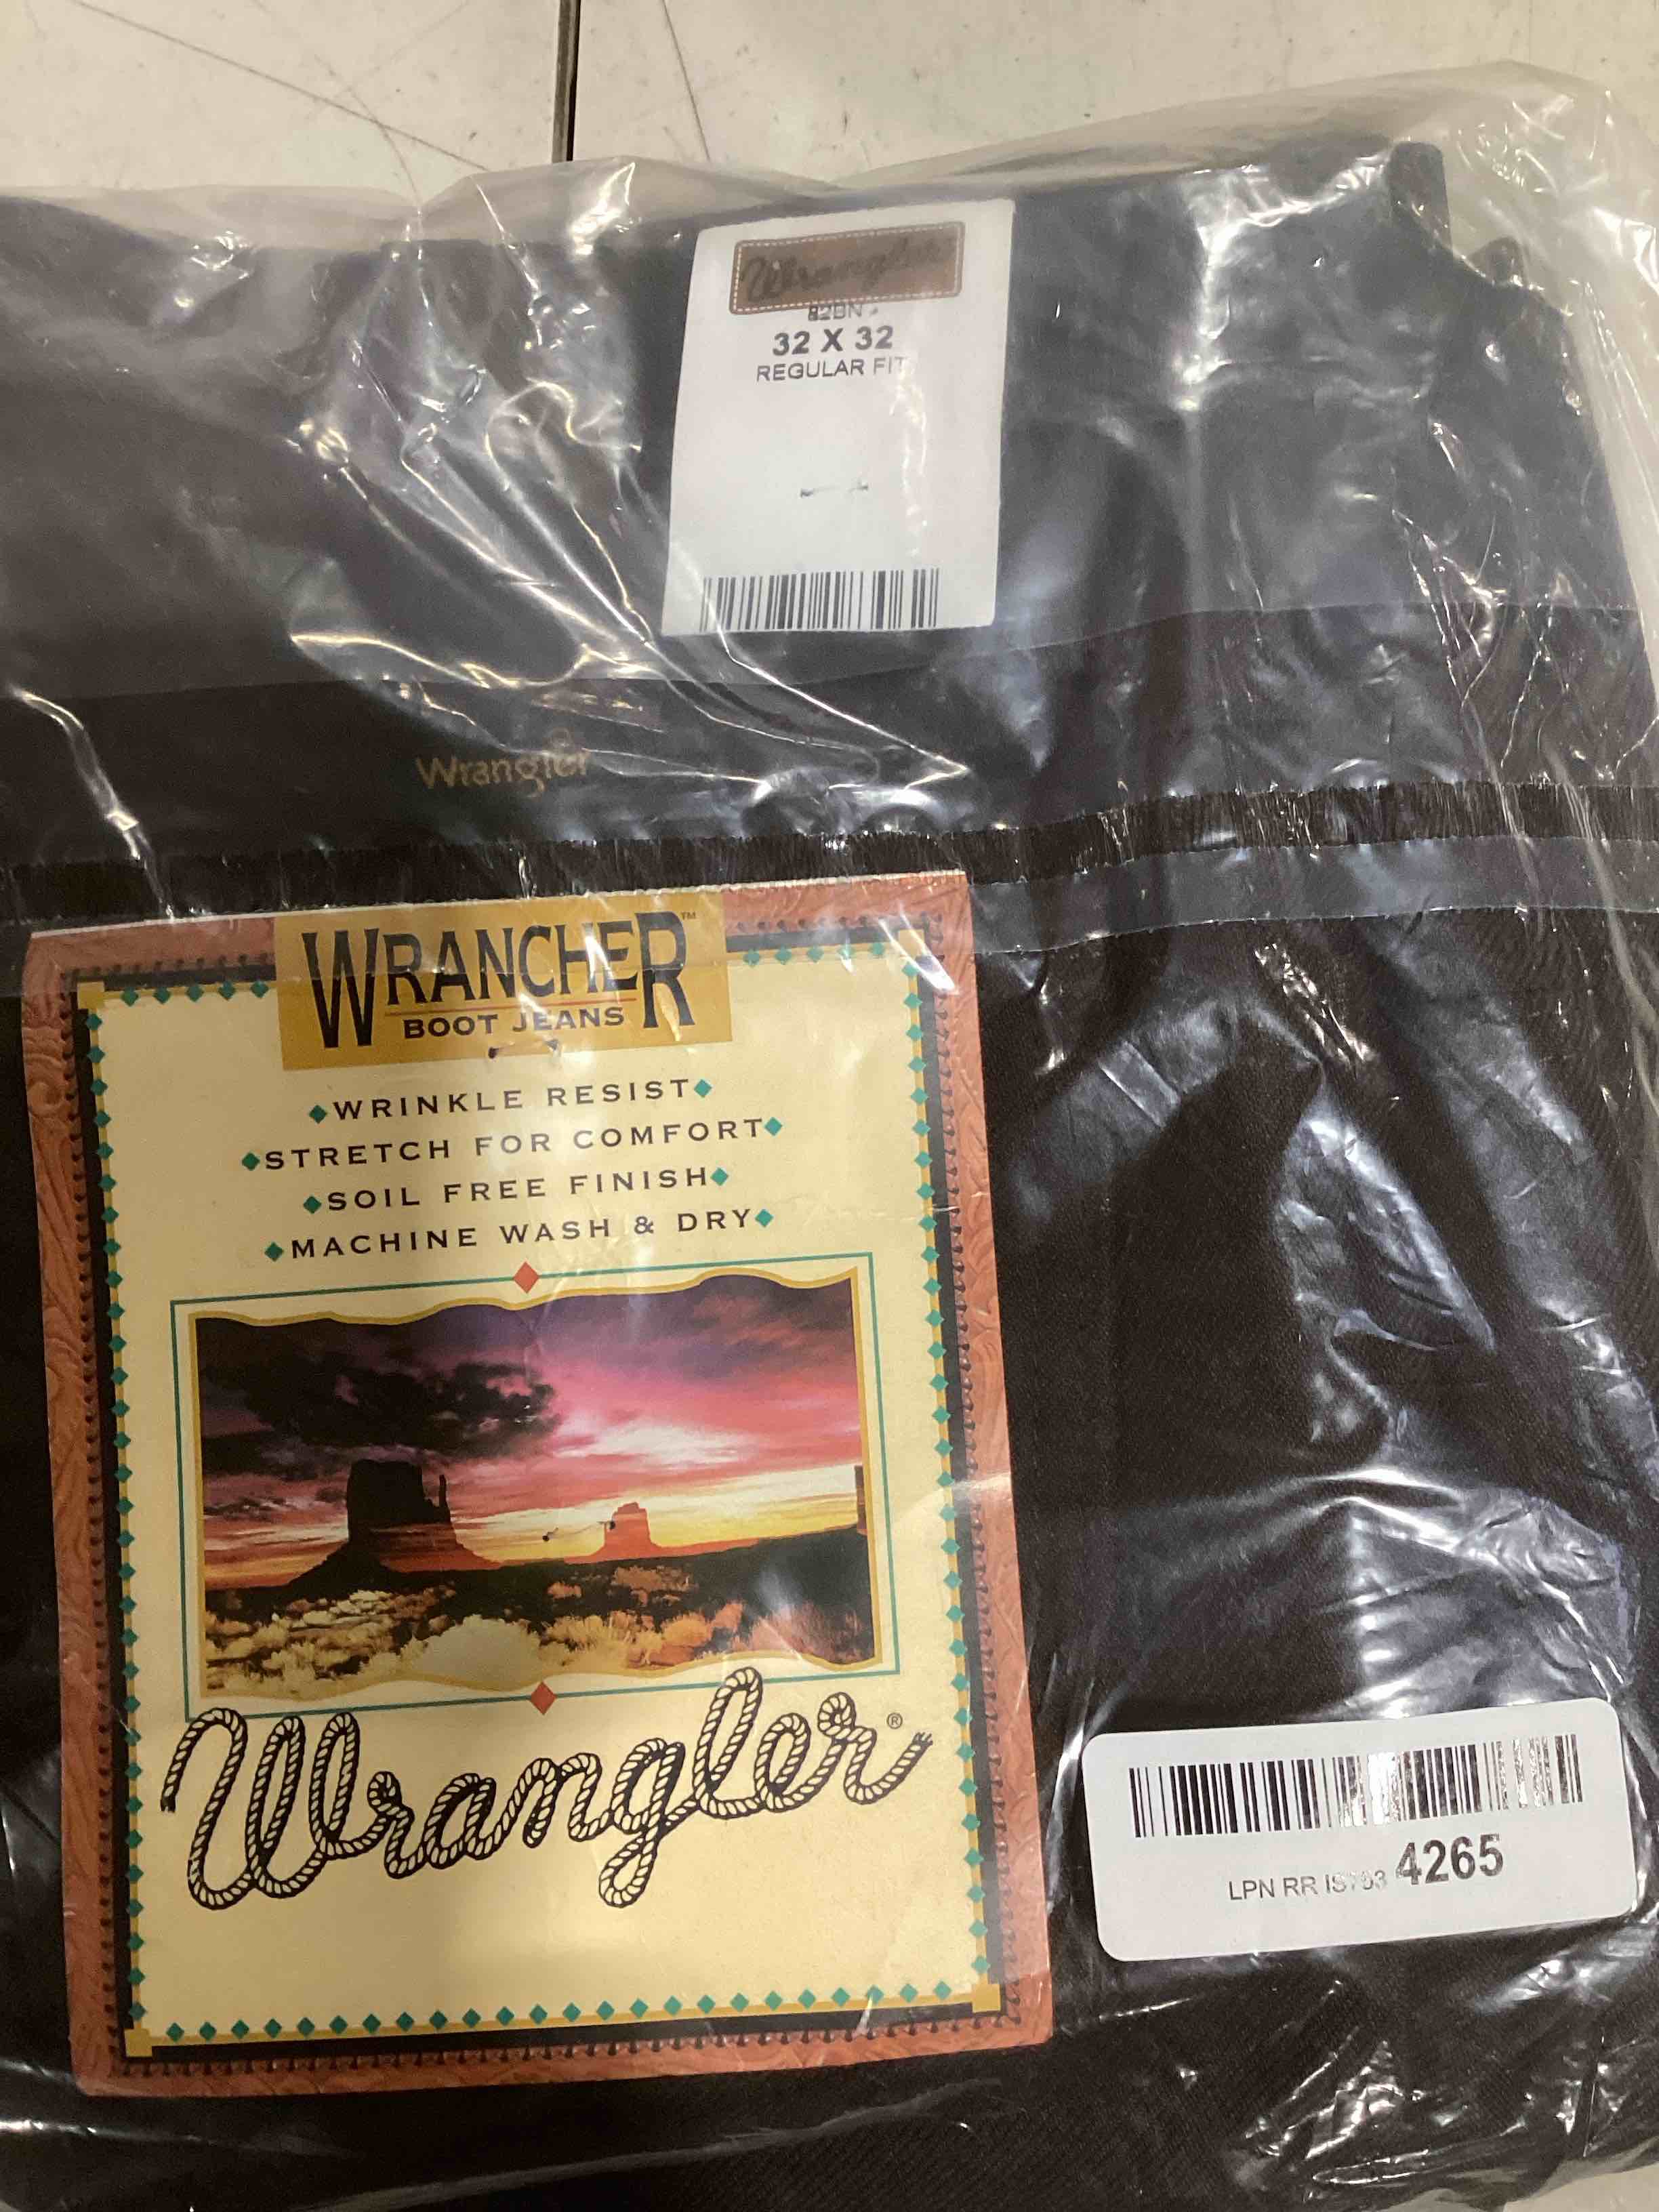 Wrangler
82BN
32 X 32
REGULAR FIT
Wrangler
WRANCHER™
BOOT JEANS
WRINKLE RESIST
STRETCH FOR COMFORT
SOIL FREE FINISH
MACHINE WASH & DRY
Wrangler®
LPN RR 4265